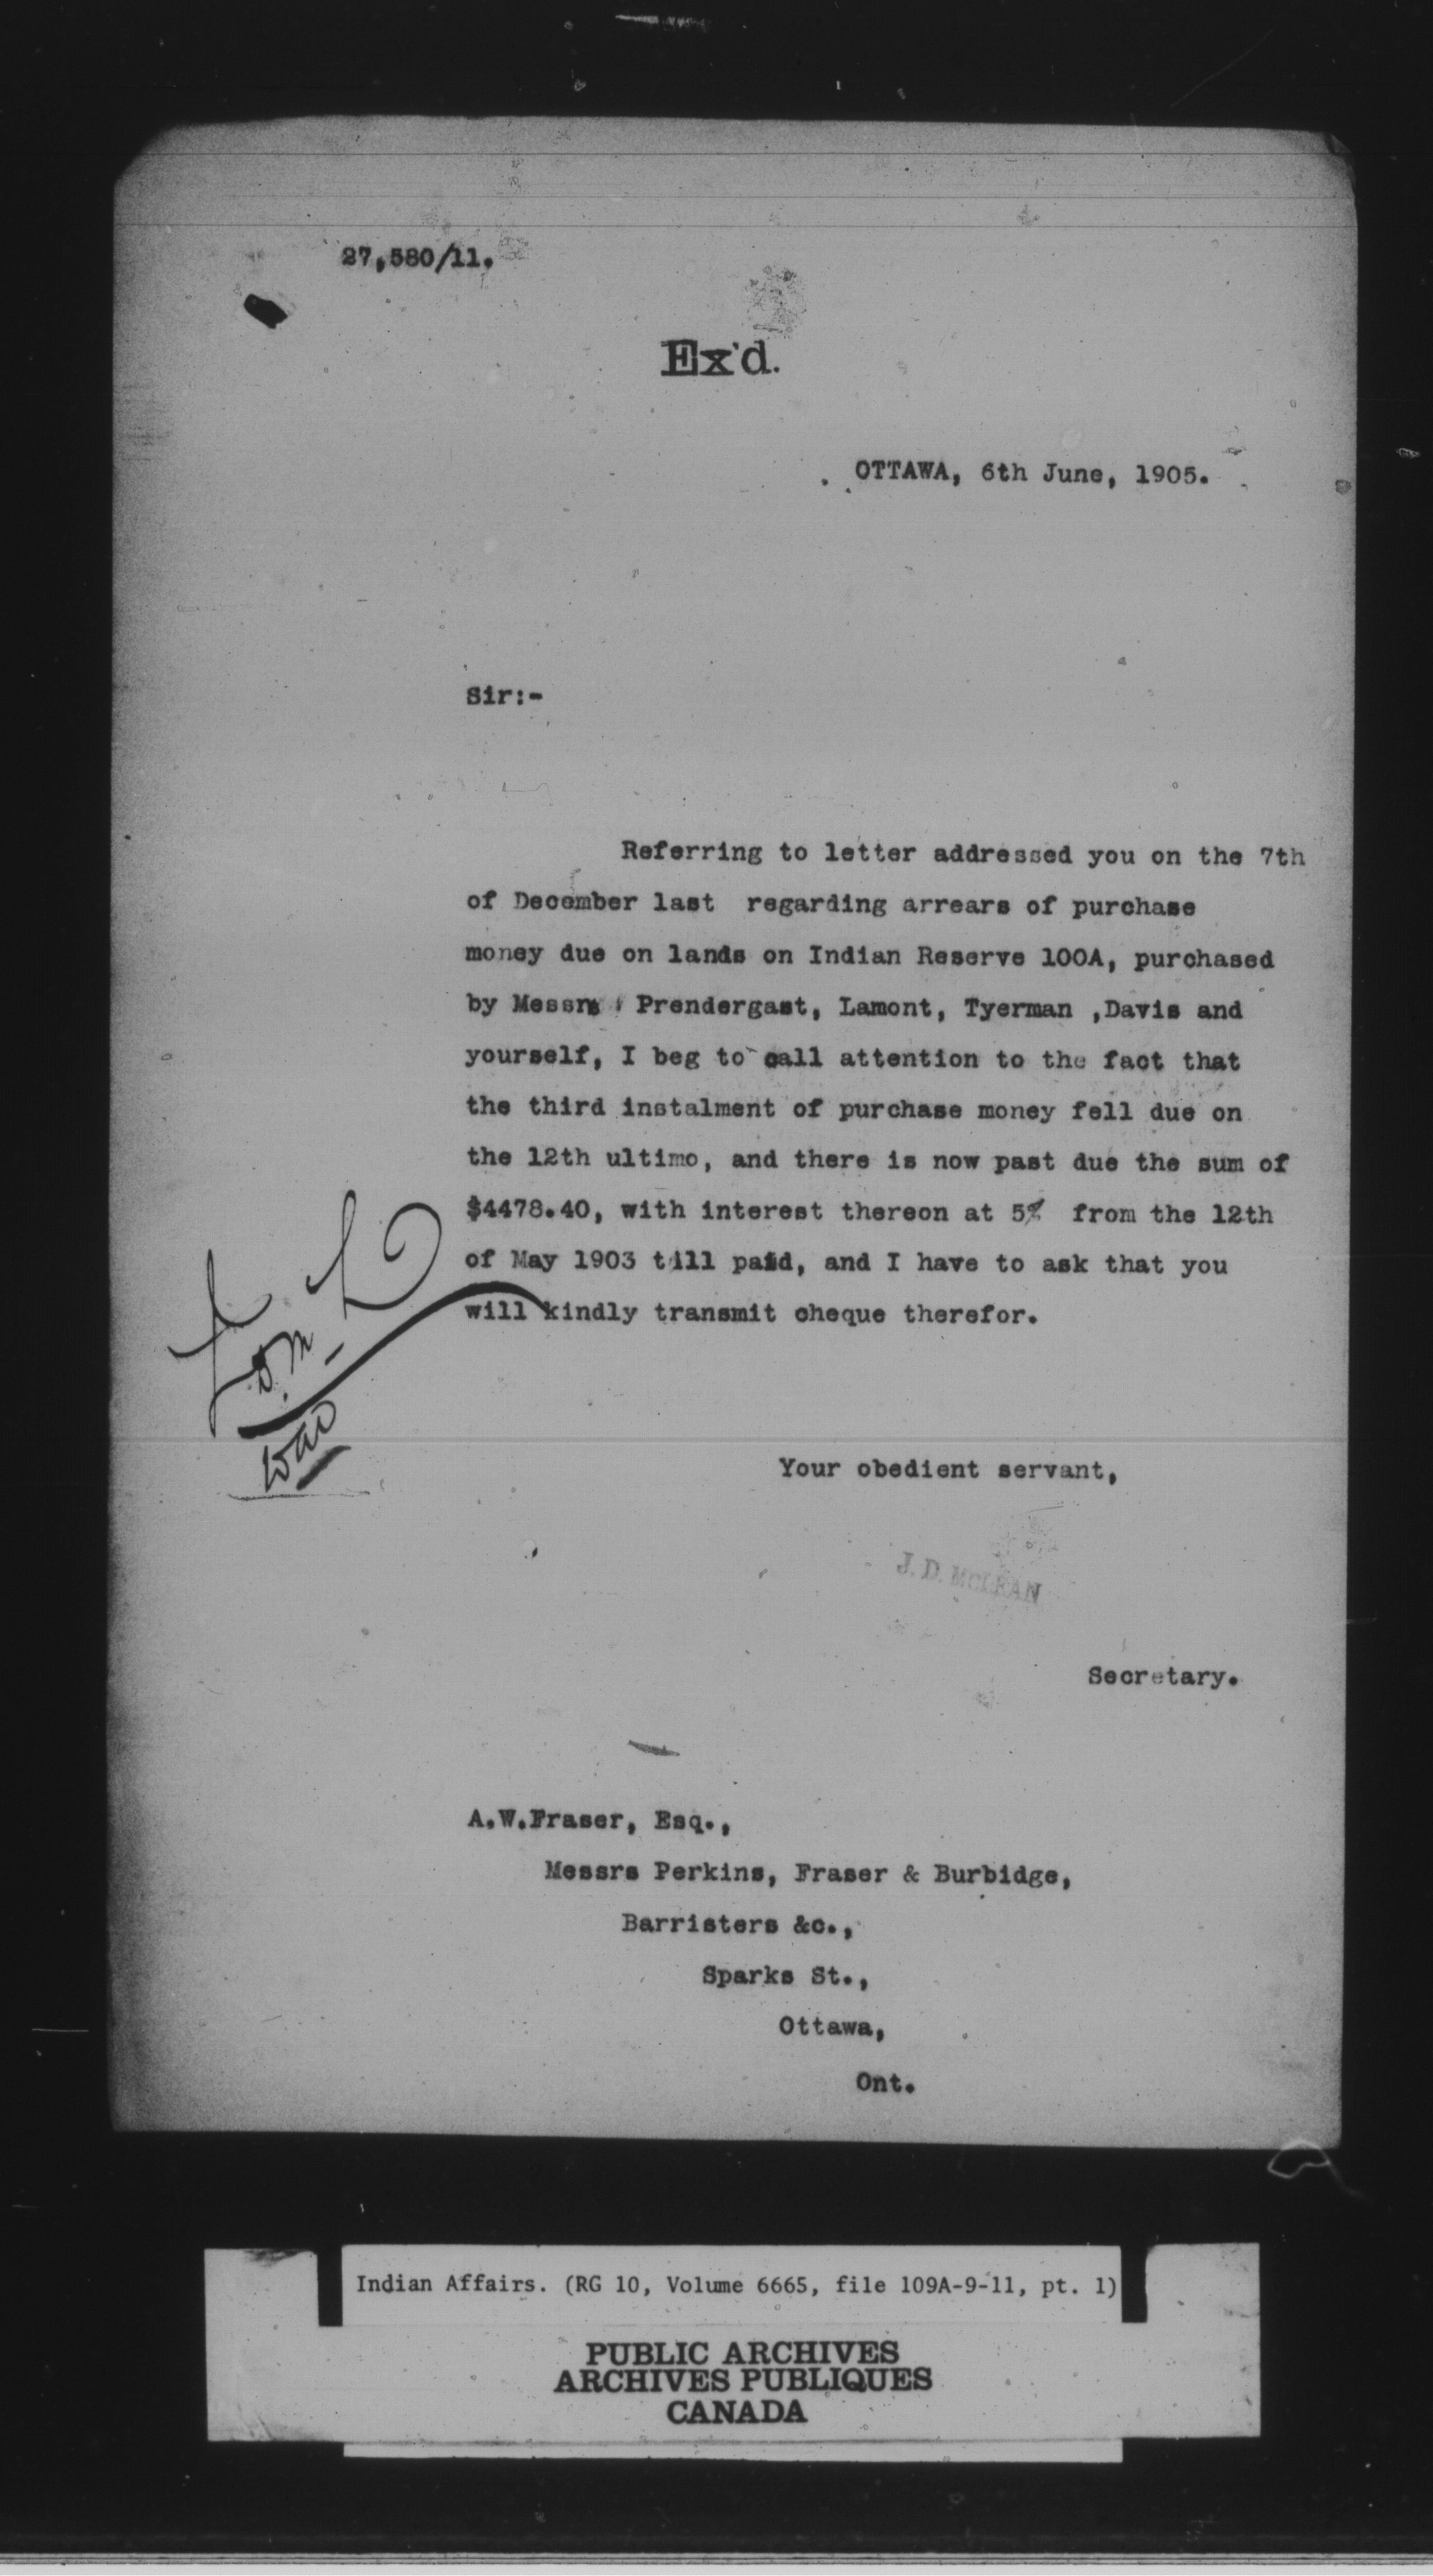 27,580/11.
Ex'd.
OTTAWA, 6th June, 1905.
Sir:-
Referring to letter addressed you on the 7th
of December last regarding arrears of purchase
money due on lands on Indian Reserve 100A, purchased
by Messrs Prendergast, Lamont, Tyerman ,Davis and
yourself, I beg to call attention to the fact that
the third instalment of purchase money fell due on
the 12th ultimo, and there is now past due the sum of
$4478.40, with interest thereon at 5% from the 12th
of May 1903 till paid, and I have to ask that you
will kindly transmit cheque therefor.
Your obedient servant,
J. D. McLEAN
Secretary.
A.W.Fraser, Esq.,
Messrs Perkins, Fraser & Burbidge,
Barristers &c.,
Sparks St.,
Ottawa,
Ont.
Indian Affairs. (RG 10, Volume 6665, file 109A-9-11, pt. 1)
PUBLIC ARCHIVES
ARCHIVES PUBLIQUES
CANADA